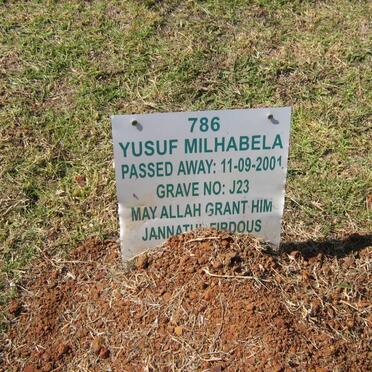 786
YUSUF MILHABELA
PASSED AWAY: 11-09-2001
GRAVE NO: J23
MAY ALLAH GRANT HIM
JANNATUL FIRDOUS